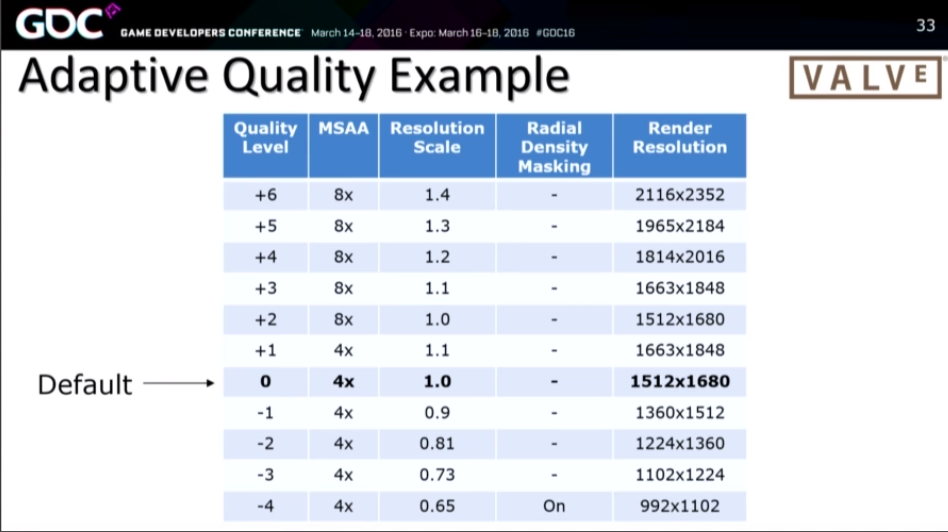 GDC GAME DEVELOPERS CONFERENCE March 14-18, 2016 · Expo: March 16-18, 2016 #GDC16 33
Adaptive Quality Example
VALVE
Quality Level MSAA Resolution Scale Radial Density Masking Render Resolution
+6 8x 1.4 - 2116x2352
+5 8x 1.3 - 1965x2184
+4 8x 1.2 - 1814x2016
+3 8x 1.1 - 1663x1848
+2 8x 1.0 - 1512x1680
+1 4x 1.1 - 1663x1848
Default 0 4x 1.0 - 1512x1680
-1 4x 0.9 - 1360x1512
-2 4x 0.81 - 1224x1360
-3 4x 0.73 - 1102x1224
-4 4x 0.65 On 992x1102